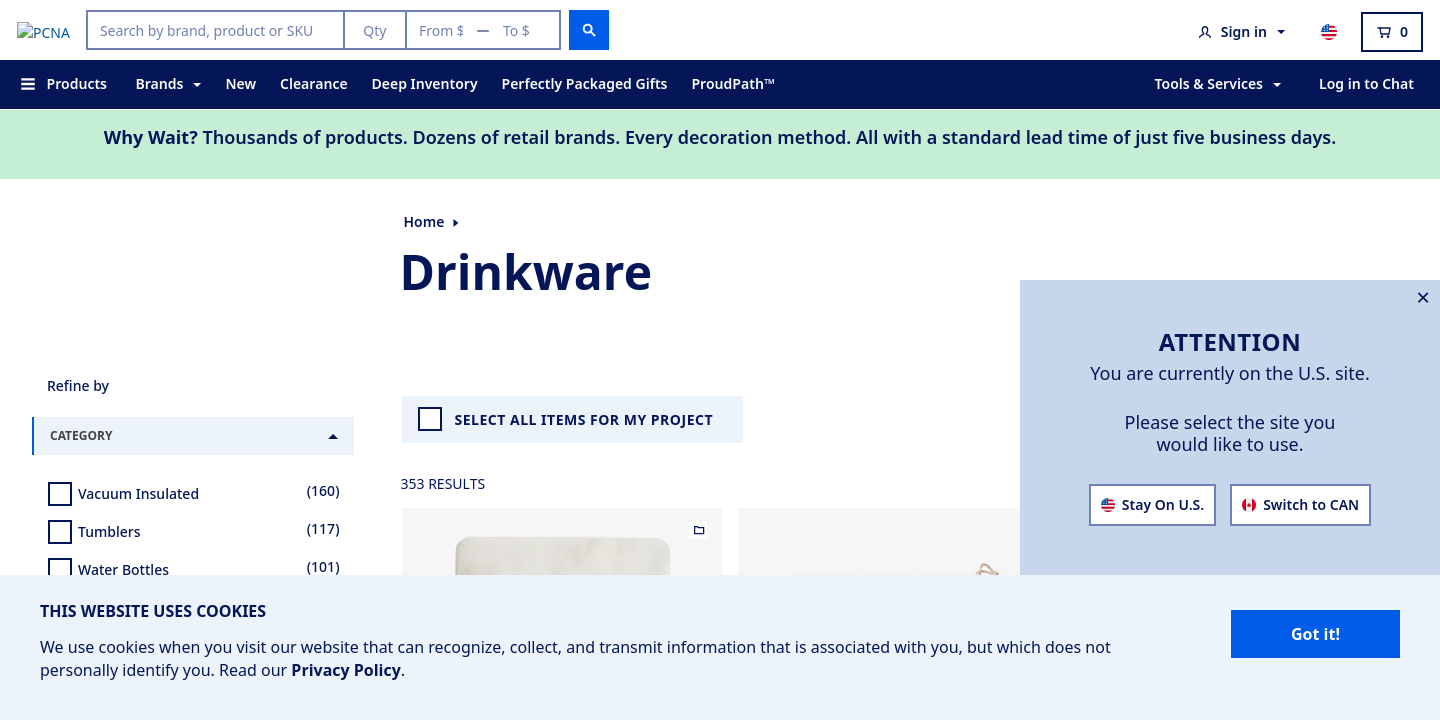 PCNA
Search by brand, product or SKU
Qty
From $ — To $
Sign in
0
Products
Brands
New
Clearance
Deep Inventory
Perfectly Packaged Gifts
ProudPath™
Tools & Services
Log in to Chat
Why Wait? Thousands of products. Dozens of retail brands. Every decoration method. All with a standard lead time of just five business days.
Home
Drinkware
ATTENTION
You are currently on the U.S. site.
Please select the site you
would like to use.
Stay On U.S.
Switch to CAN
Refine by
CATEGORY
Vacuum Insulated (160)
Tumblers (117)
Water Bottles (101)
SELECT ALL ITEMS FOR MY PROJECT
353 RESULTS
THIS WEBSITE USES COOKIES
We use cookies when you visit our website that can recognize, collect, and transmit information that is associated with you, but which does not
personally identify you. Read our Privacy Policy.
Got it!